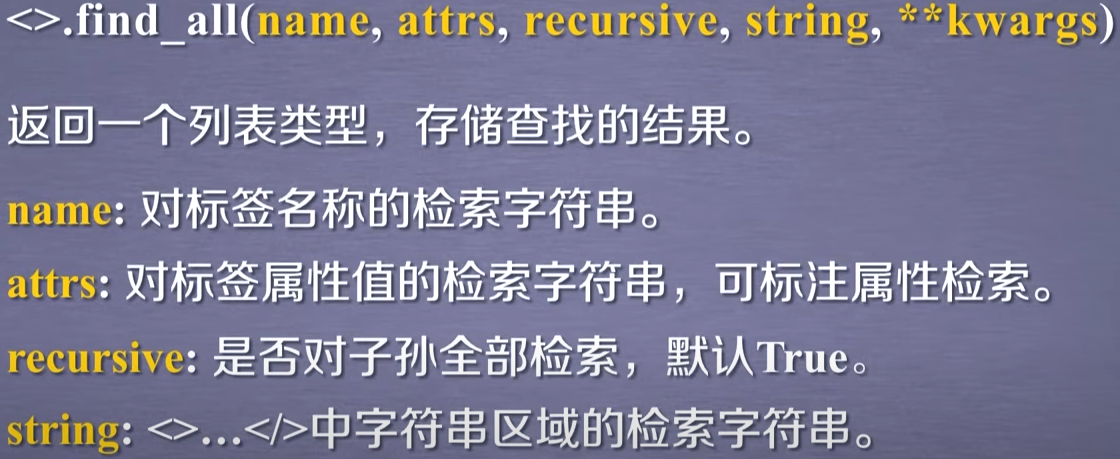 <>.find_all(name, attrs, recursive, string, **kwargs)
返回一个列表类型，存储查找的结果。
name: 对标签名称的检索字符串。
attrs: 对标签属性值的检索字符串，可标注属性检索。
recursive: 是否对子孙全部检索，默认True。
string: <>…</>中字符串区域的检索字符串。